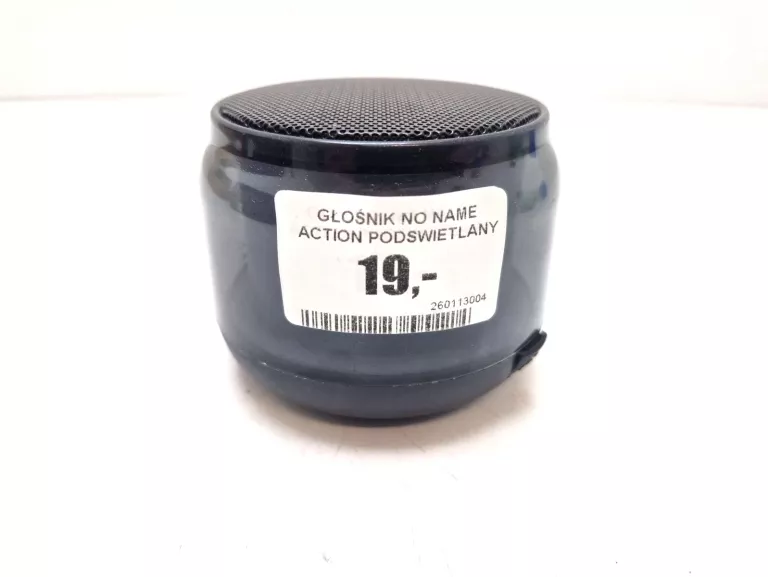 GŁOŚNIK NO NAME
ACTION PODSWIETLANY
19,-
260113004